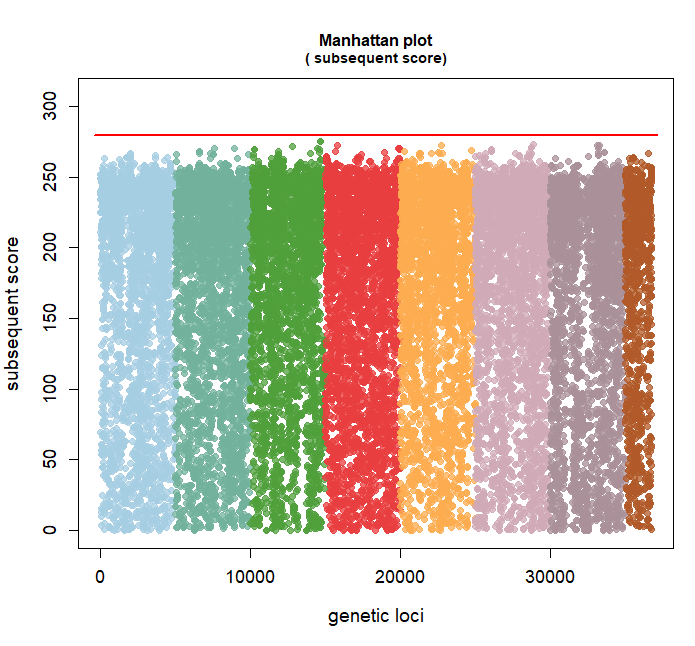 Manhattan plot
( subsequent score)
300
250
200
150
100
50
0
subsequent score
0 10000 20000 30000
genetic loci